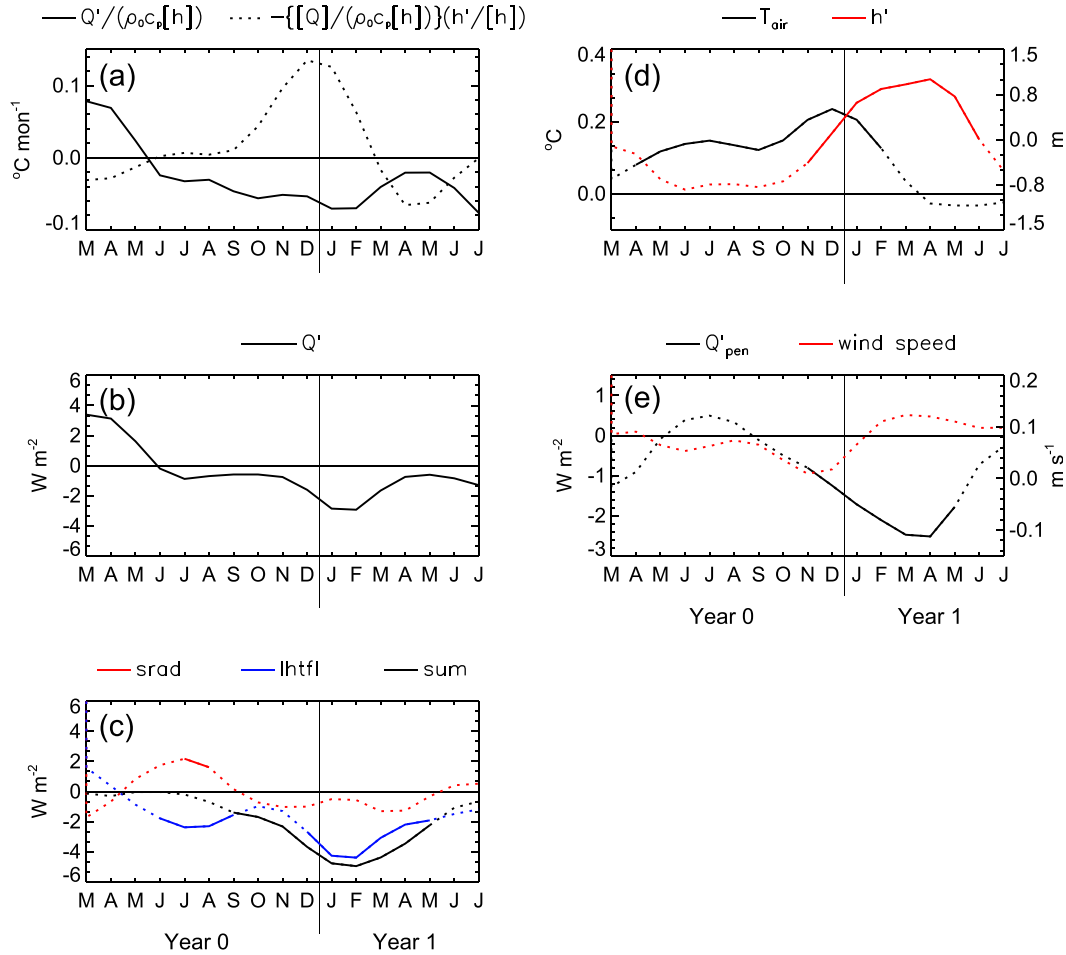 Q'/(ρ₀cₚ[h]) −{[Q]/(ρ₀cₚ[h])}(h'/[h])
(a)
0.1
0.0
-0.1
°C mon⁻¹
M A M J J A S O N D J F M A M J J
T_air h'
(d)
0.4
0.2
0.0
°C
1.5
0.8
0.0
-0.8
-1.5
m
M A M J J A S O N D J F M A M J J
Q'
(b)
6
4
2
0
-2
-4
-6
W m⁻²
M A M J J A S O N D J F M A M J J
Q'_pen wind speed
(e)
1
0
-1
-2
-3
W m⁻²
0.2
0.1
0.0
-0.1
m s⁻¹
M A M J J A S O N D J F M A M J J
Year 0 Year 1
srad lhtfl sum
(c)
6
4
2
0
-2
-4
-6
W m⁻²
M A M J J A S O N D J F M A M J J
Year 0 Year 1